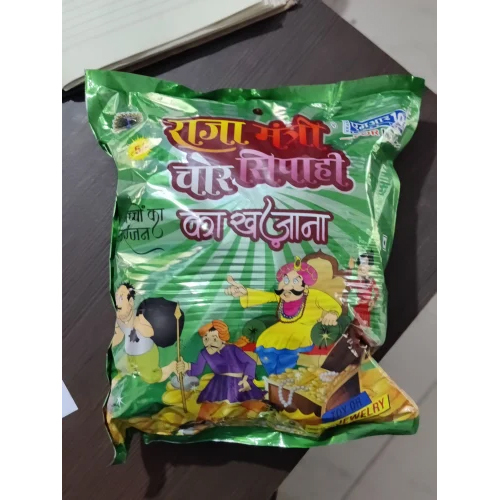 राजा मंत्री
चोर सिपाही
का खज़ाना
TOY OR
JEWELRY